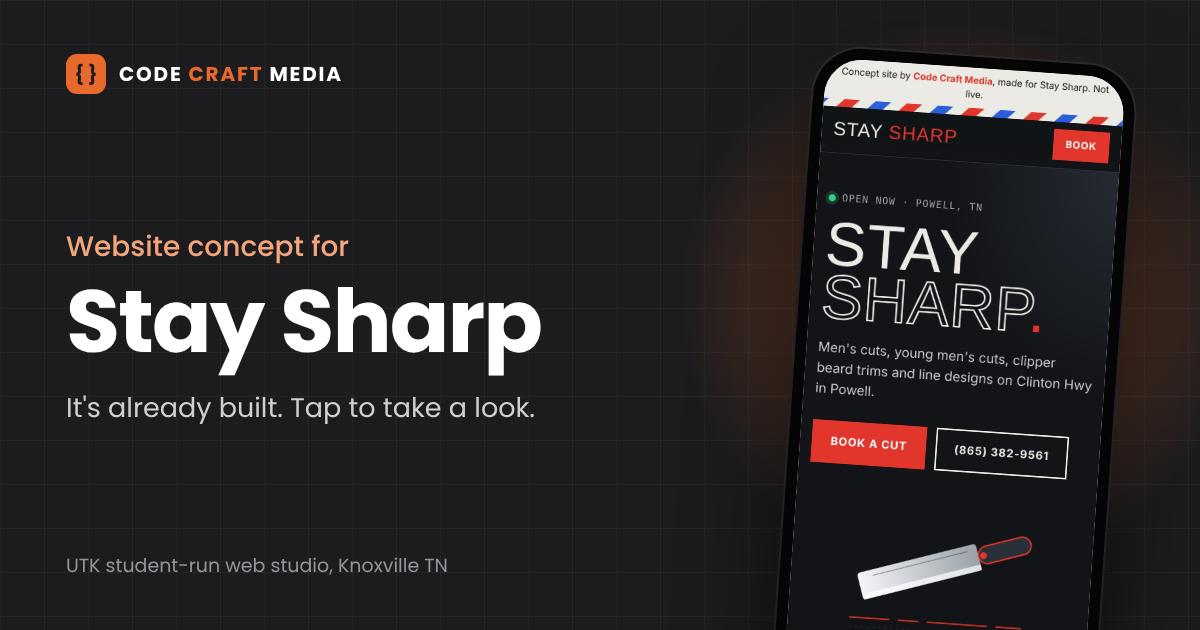 { }
CODE CRAFT MEDIA
Website concept for
Stay Sharp
It's already built. Tap to take a look.
UTK student-run web studio, Knoxville TN
Concept site by Code Craft Media, made for Stay Sharp. Not
live.
STAY SHARP
BOOK
OPEN NOW · POWELL, TN
STAY
SHARP.
Men's cuts, young men's cuts, clipper
beard trims and line designs on Clinton Hwy
in Powell.
BOOK A CUT
(865) 382-9561